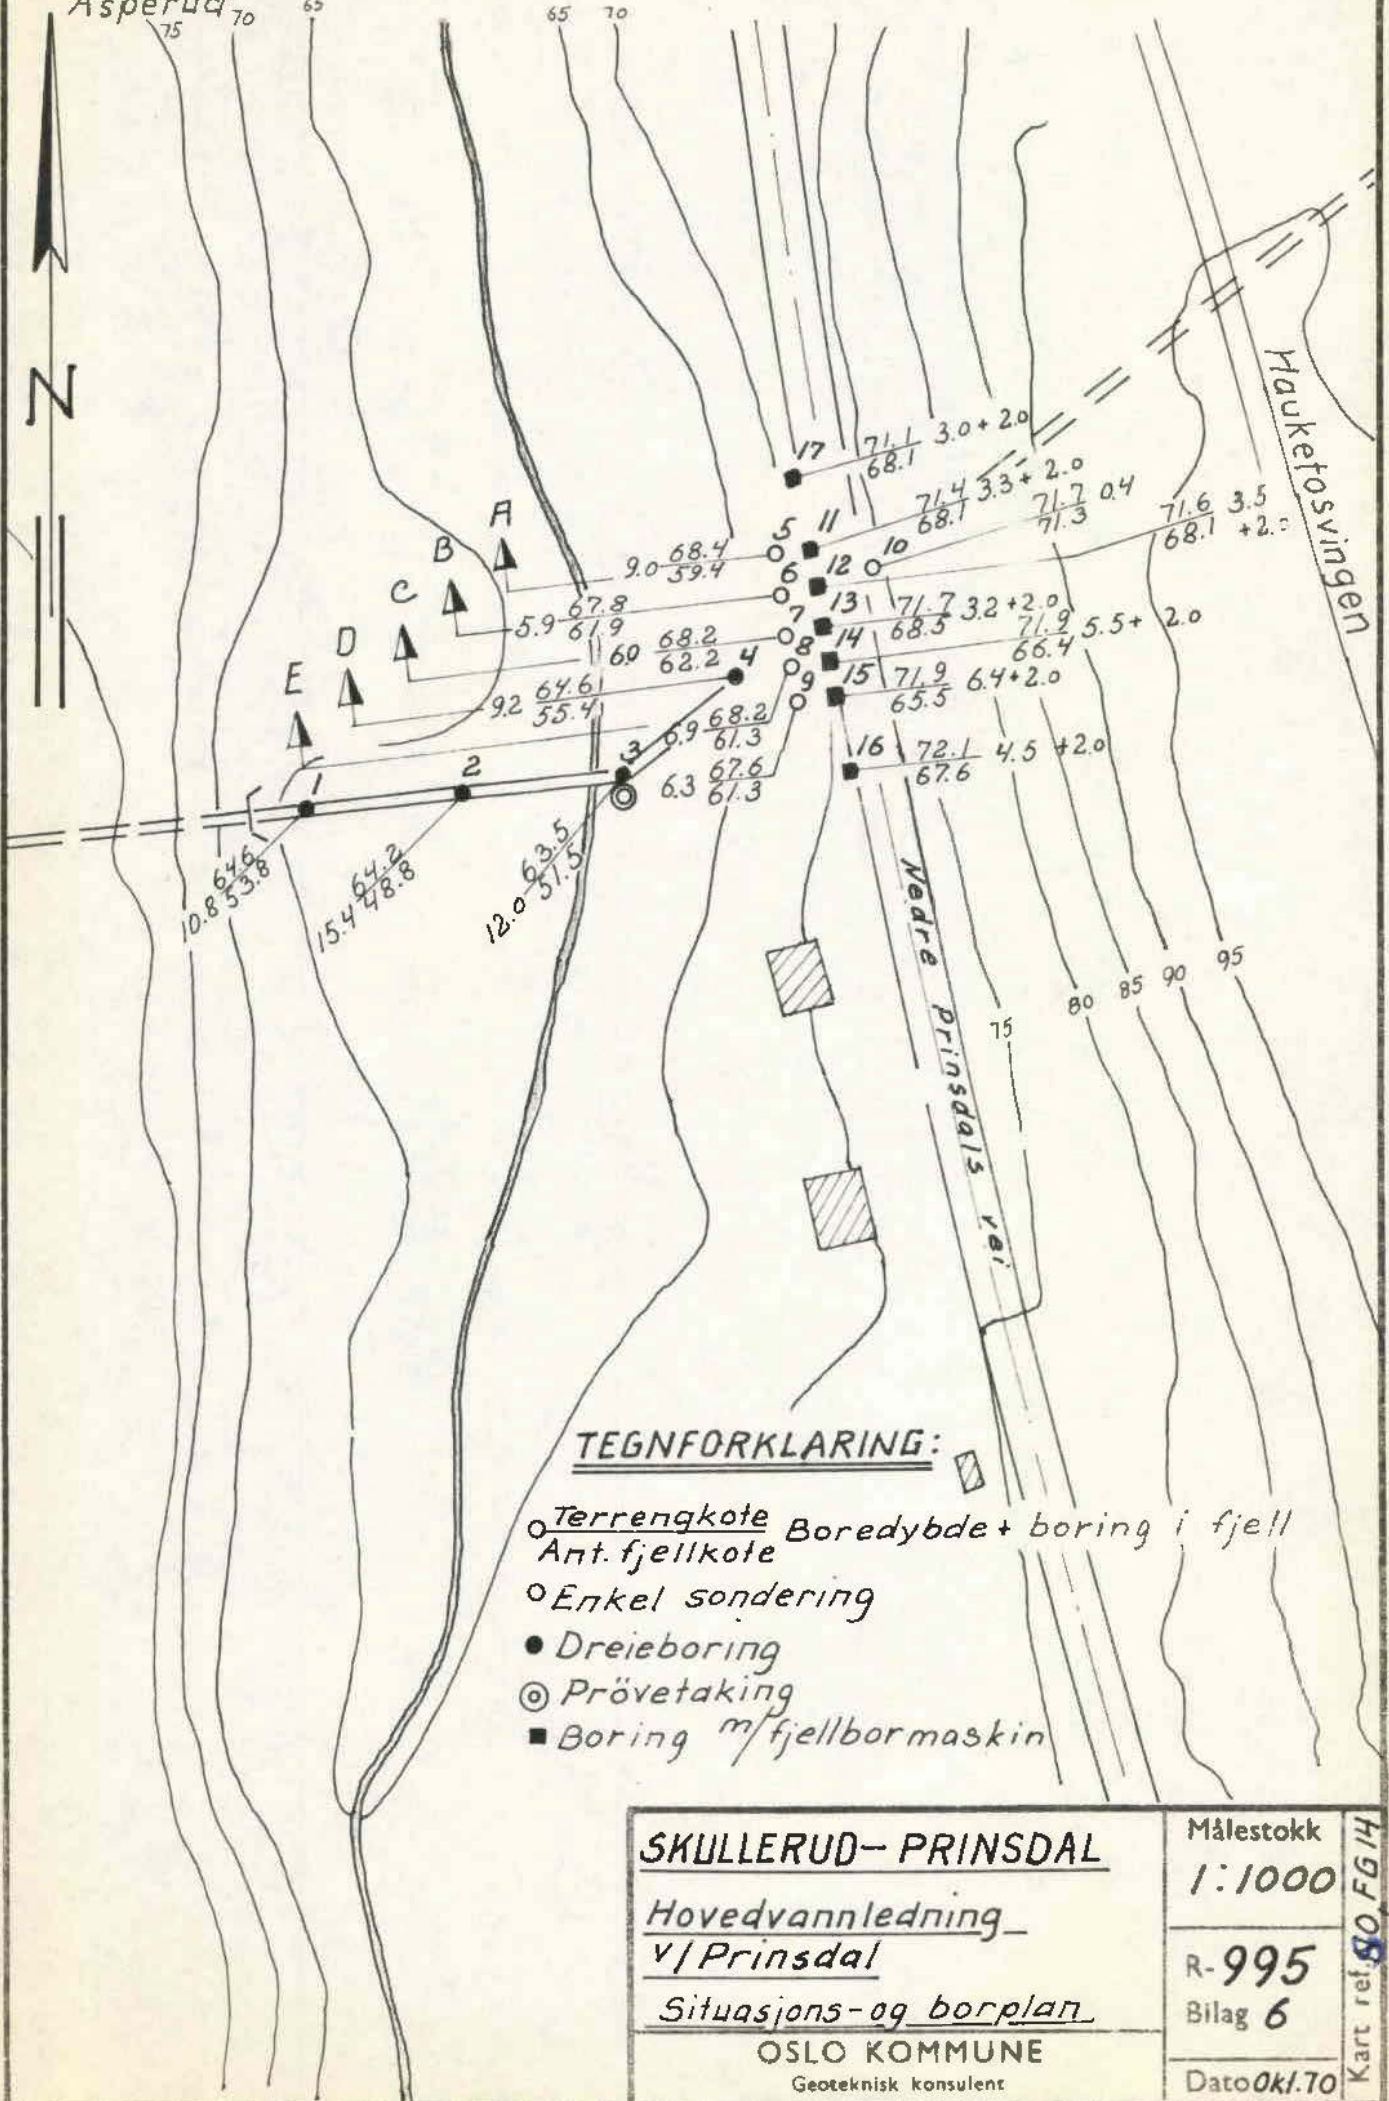 Asperud
75 70 65 65 70
N
17 71.1 3.0 + 2.0
68.1
A
B
C
D
E
5 11 71.4 3.3 + 2.0
68.1
10 71.7 0.4
71.3
12 71.6 3.5
68.1 +2.0
9.0 68.4
59.4
6
5.9 67.8
61.9
13 71.7 3.2 +2.0
68.5
7
6.0 68.2
62.2
14 71.9 5.5+ 2.0
66.4
8
4
9.2 64.6
55.4
15 71.9 6.4+2.0
65.5
9
6.9 68.2
61.3
6.3 67.6
61.3
16 72.1 4.5 +2.0
67.6
1
2
3
10.8 64.6
53.8
15.4 64.2
48.8
12.0 63.5
51.5
Hauketosvingen
Nedre Prinsdals vei
75 80 85 90 95
TEGNFORKLARING:
Terrengkote Boredybde + boring i fjell
Ant. fjellkote
Enkel sondering
Dreieboring
Prövetaking
Boring m/fjellbormaskin
SKULLERUD-PRINSDAL
Hovedvannledning
v/Prinsdal
Situasjons-og borplan
OSLO KOMMUNE
Geoteknisk konsulent
Målestokk
1:1000
R-995
Bilag 6
Dato Okt.70
Kart ref. SO,FG14